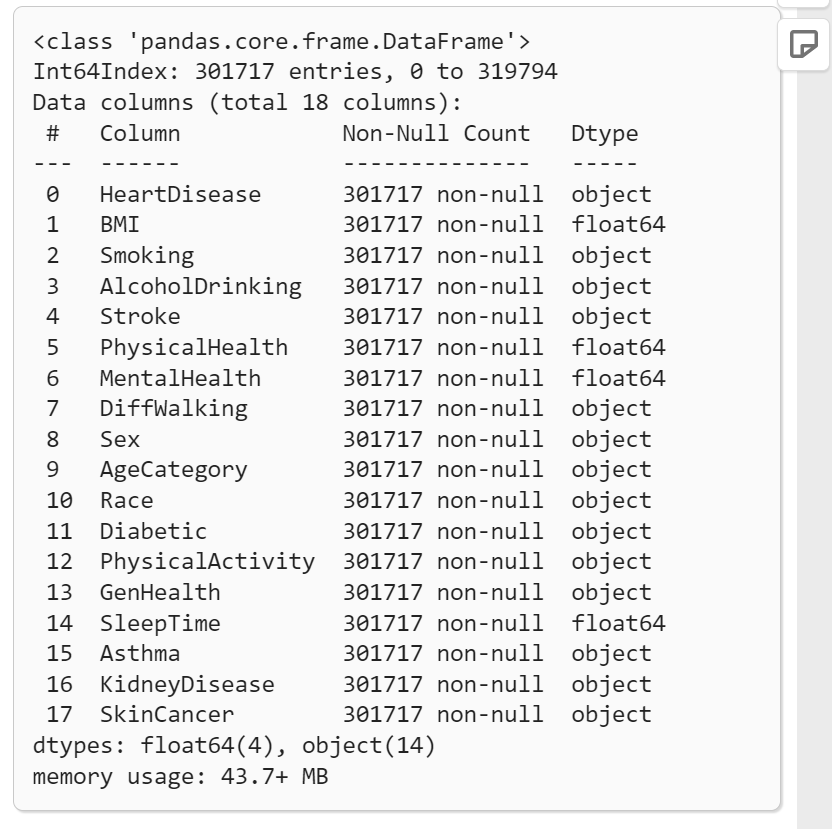 <class 'pandas.core.frame.DataFrame'>
Int64Index: 301717 entries, 0 to 319794
Data columns (total 18 columns):
 #   Column            Non-Null Count   Dtype
---  ------            --------------   -----
 0   HeartDisease      301717 non-null  object
 1   BMI               301717 non-null  float64
 2   Smoking           301717 non-null  object
 3   AlcoholDrinking   301717 non-null  object
 4   Stroke            301717 non-null  object
 5   PhysicalHealth    301717 non-null  float64
 6   MentalHealth      301717 non-null  float64
 7   DiffWalking       301717 non-null  object
 8   Sex               301717 non-null  object
 9   AgeCategory       301717 non-null  object
 10  Race              301717 non-null  object
 11  Diabetic          301717 non-null  object
 12  PhysicalActivity  301717 non-null  object
 13  GenHealth         301717 non-null  object
 14  SleepTime         301717 non-null  float64
 15  Asthma            301717 non-null  object
 16  KidneyDisease     301717 non-null  object
 17  SkinCancer        301717 non-null  object
dtypes: float64(4), object(14)
memory usage: 43.7+ MB